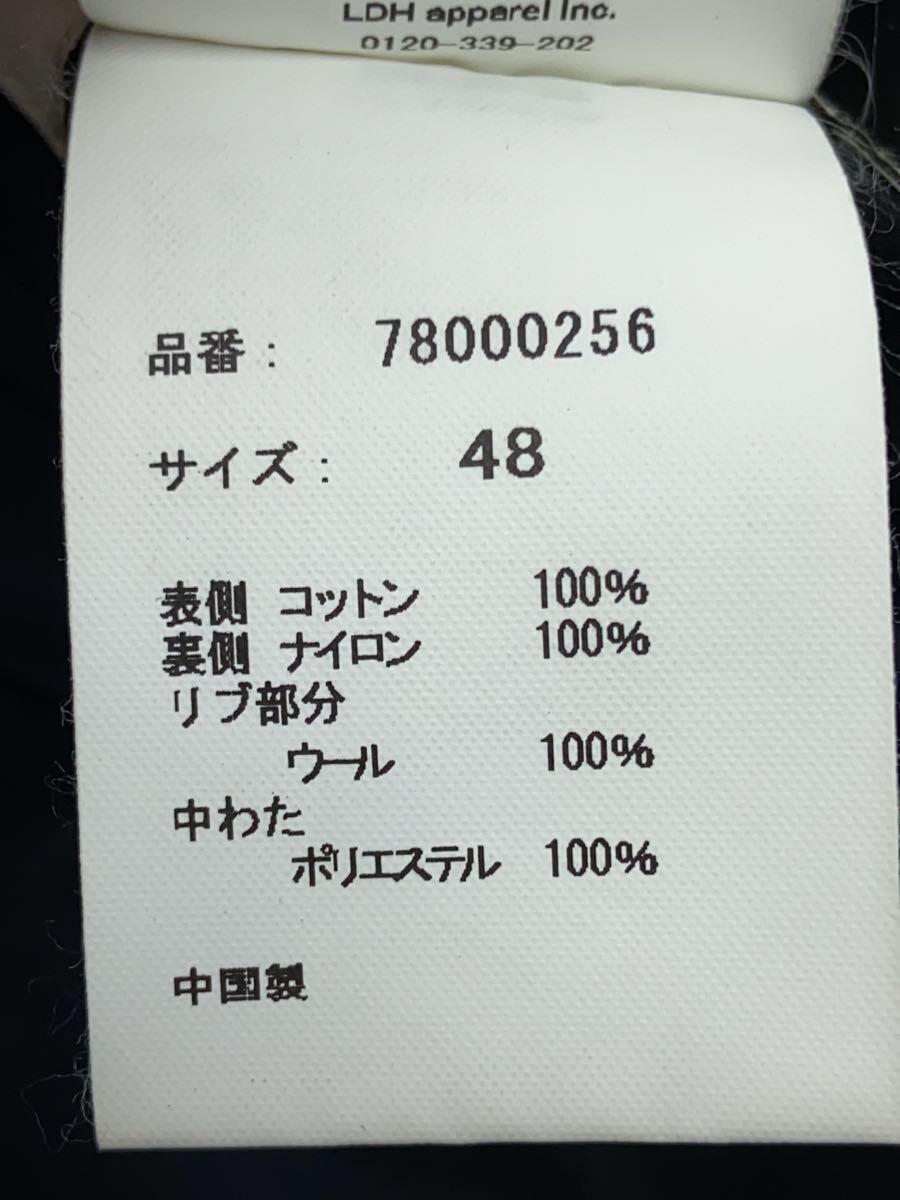 LDH apparel Inc.
0120-339-202
品番： 78000256
サイズ： 48
表側 コットン 100%
裏側 ナイロン 100%
リブ部分
ウール 100%
中わた
ポリエステル 100%
中国製